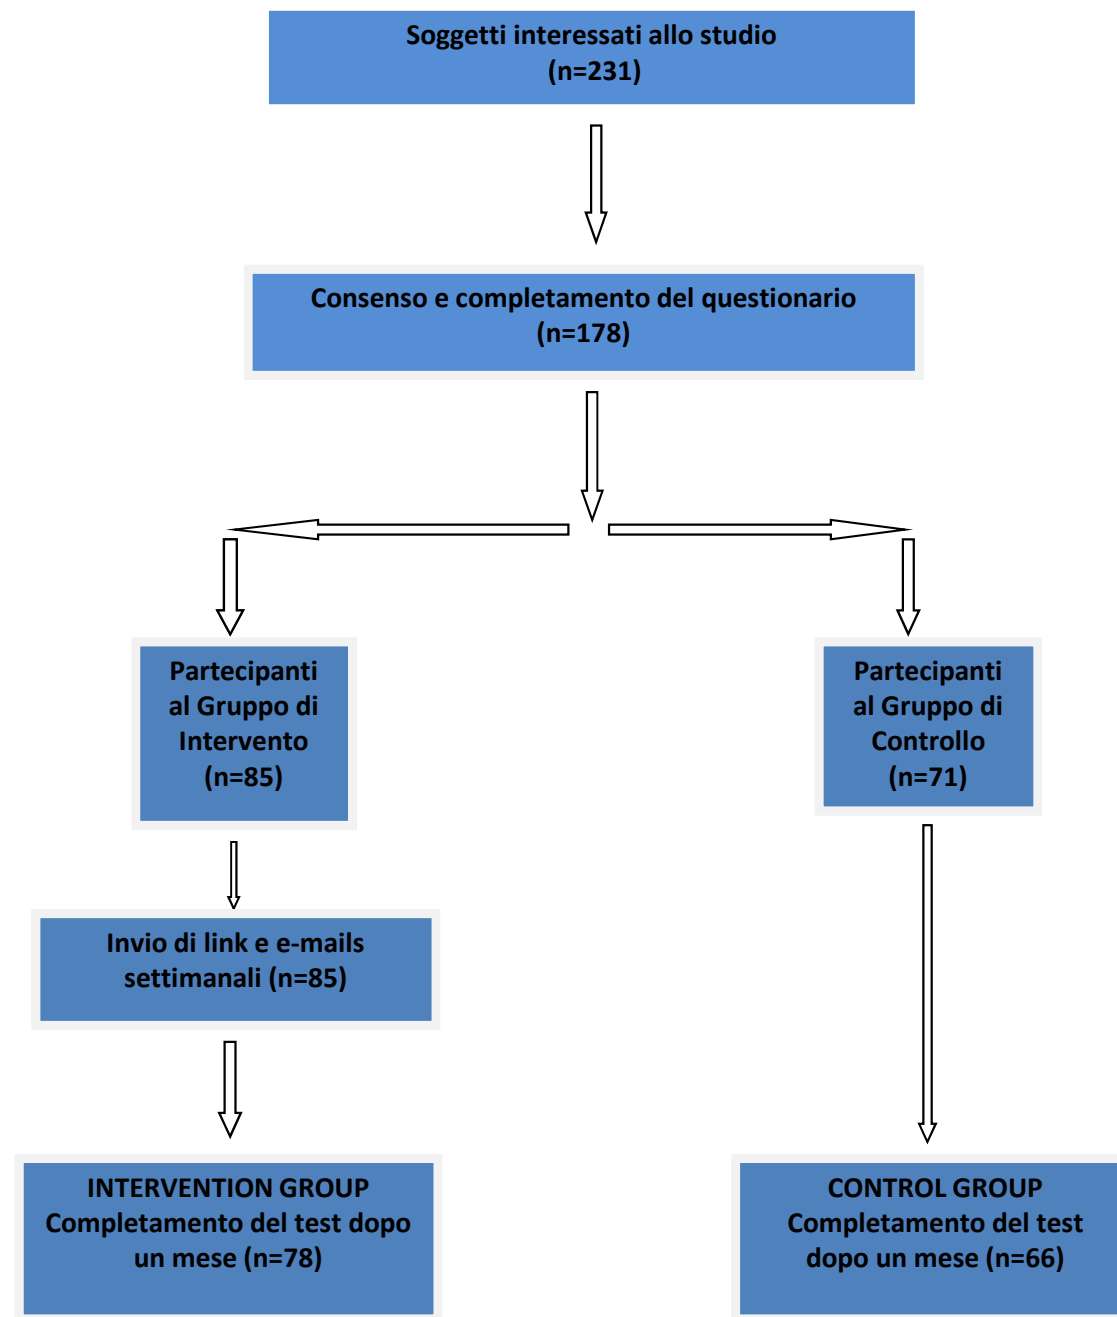 Soggetti interessati allo studio
(n=231)
Consenso e completamento del questionario
(n=178)
Partecipanti
al Gruppo di
Intervento
(n=85)
Partecipanti
al Gruppo di
Controllo
(n=71)
Invio di link e e-mails
settimanali (n=85)
INTERVENTION GROUP
Completamento del test dopo
un mese (n=78)
CONTROL GROUP
Completamento del test
dopo un mese (n=66)